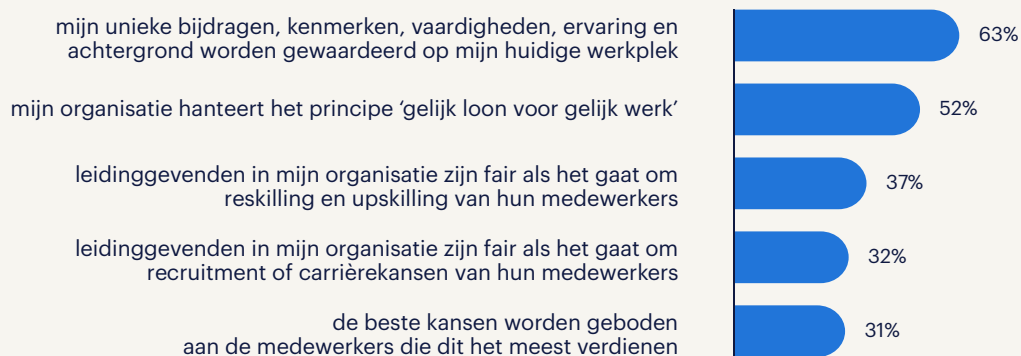 mijn unieke bijdragen, kenmerken, vaardigheden, ervaring en
achtergrond worden gewaardeerd op mijn huidige werkplek
63%
mijn organisatie hanteert het principe ‘gelijk loon voor gelijk werk’
52%
leidinggevenden in mijn organisatie zijn fair als het gaat om
reskilling en upskilling van hun medewerkers
37%
leidinggevenden in mijn organisatie zijn fair als het gaat om
recruitment of carrièrekansen van hun medewerkers
32%
de beste kansen worden geboden
aan de medewerkers die dit het meest verdienen
31%